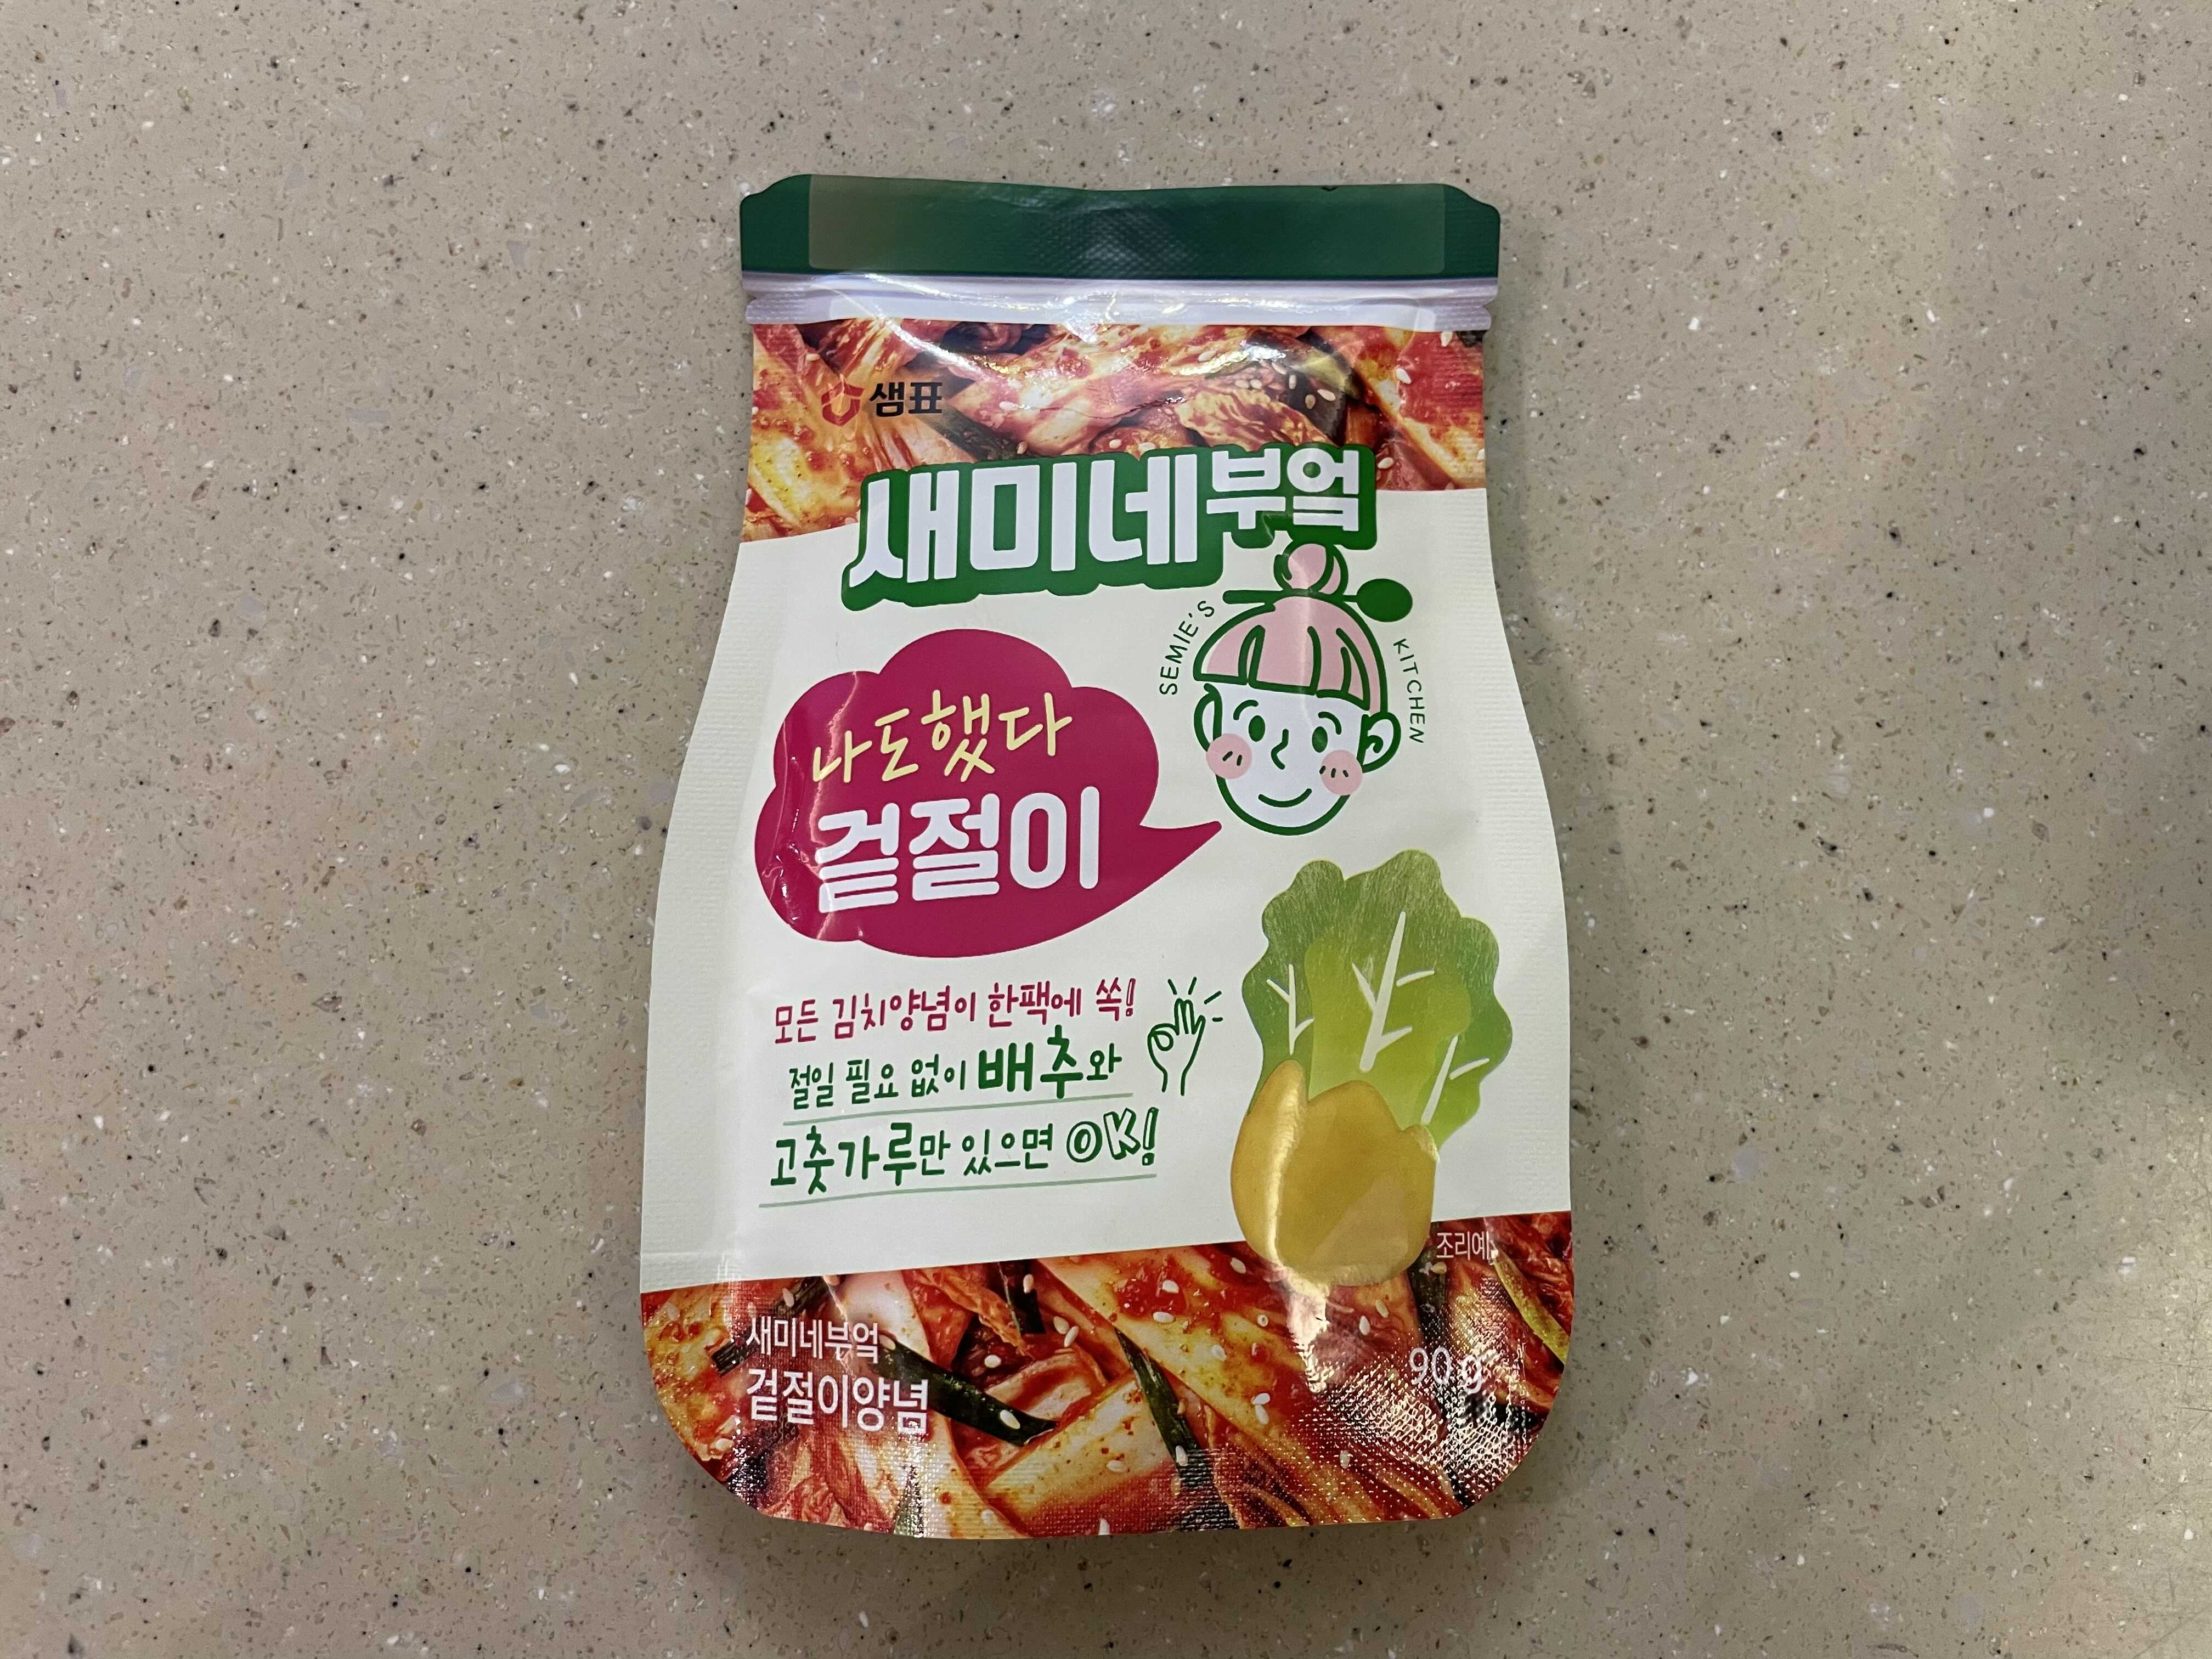 샘표
새미네부엌
SEMIE'S KITCHEN
나도했다
겉절이
모든 김치양념이 한팩에 쏙!
절일 필요 없이 배추와
고춧가루만 있으면 OK!
조리예
새미네부엌
겉절이양념
90g